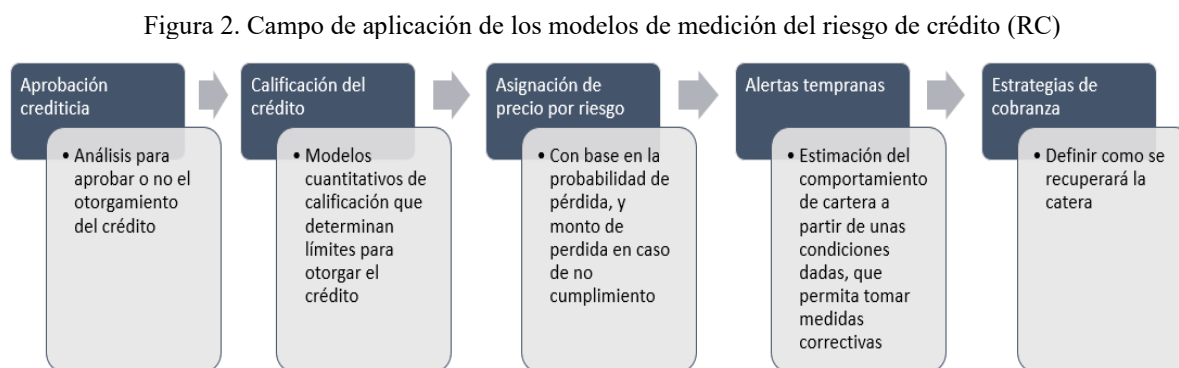 Figura 2. Campo de aplicación de los modelos de medición del riesgo de crédito (RC)
Aprobación
crediticia
• Análisis para
aprobar o no el
otorgamiento
del crédito
Calificación del
crédito
• Modelos
cuantitativos de
calificación que
determinan
límites para
otorgar el
crédito
Asignación de
precio por riesgo
• Con base en la
probabilidad de
pérdida, y
monto de
perdida en caso
de no
cumplimiento
Alertas tempranas
• Estimación del
comportamiento
de cartera a
partir de unas
condiciones
dadas, que
permita tomar
medidas
correctivas
Estrategias de
cobranza
• Definir como se
recuperará la
catera